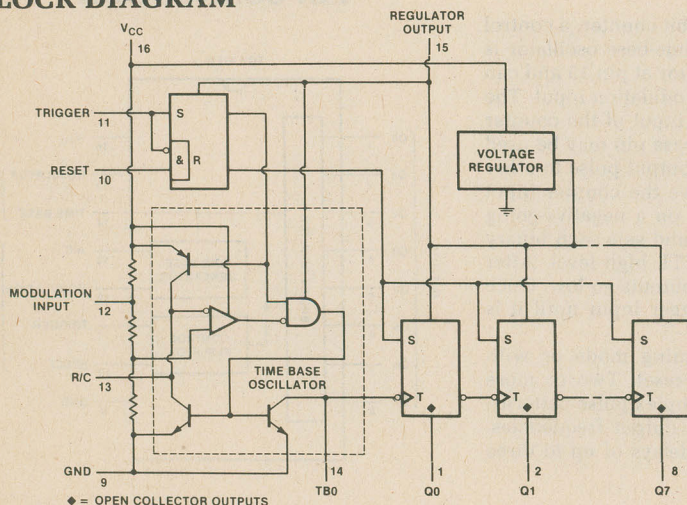 LOCK DIAGRAM
REGULATOR
OUTPUT
VCC
16
15
TRIGGER
11
S
& R
RESET
10
VOLTAGE
REGULATOR
MODULATION
INPUT
12
S
S
S
R/C
13
TIME BASE
OSCILLATOR
T
T
T
GND
9
14
TB0
1
Q0
2
Q1
8
Q7
◆ = OPEN COLLECTOR OUTPUTS